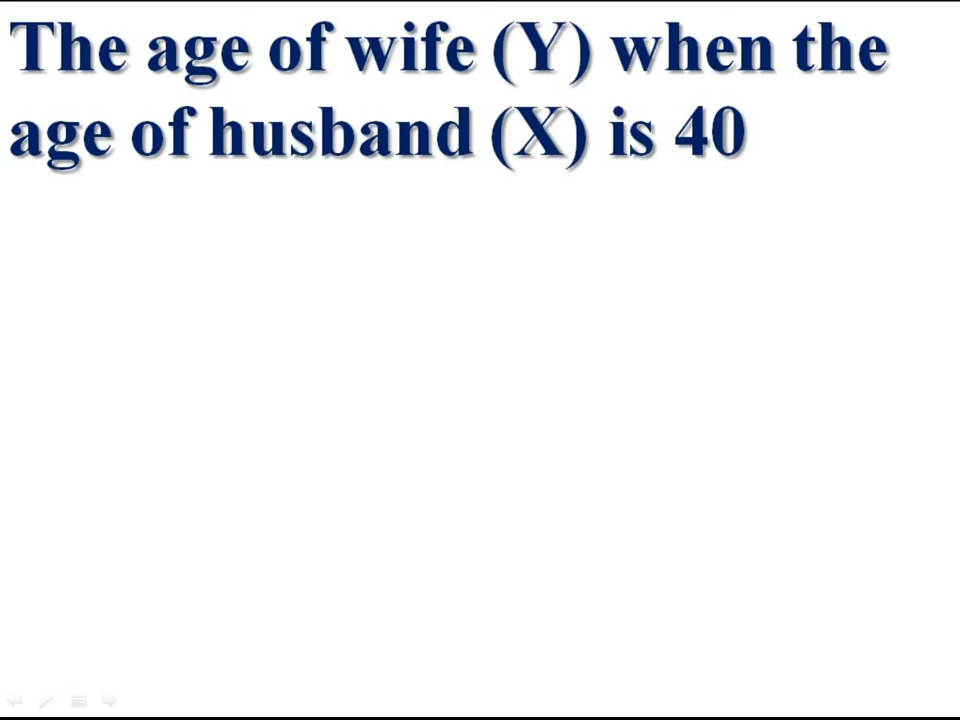 The age of wife (Y) when the
age of husband (X) is 40